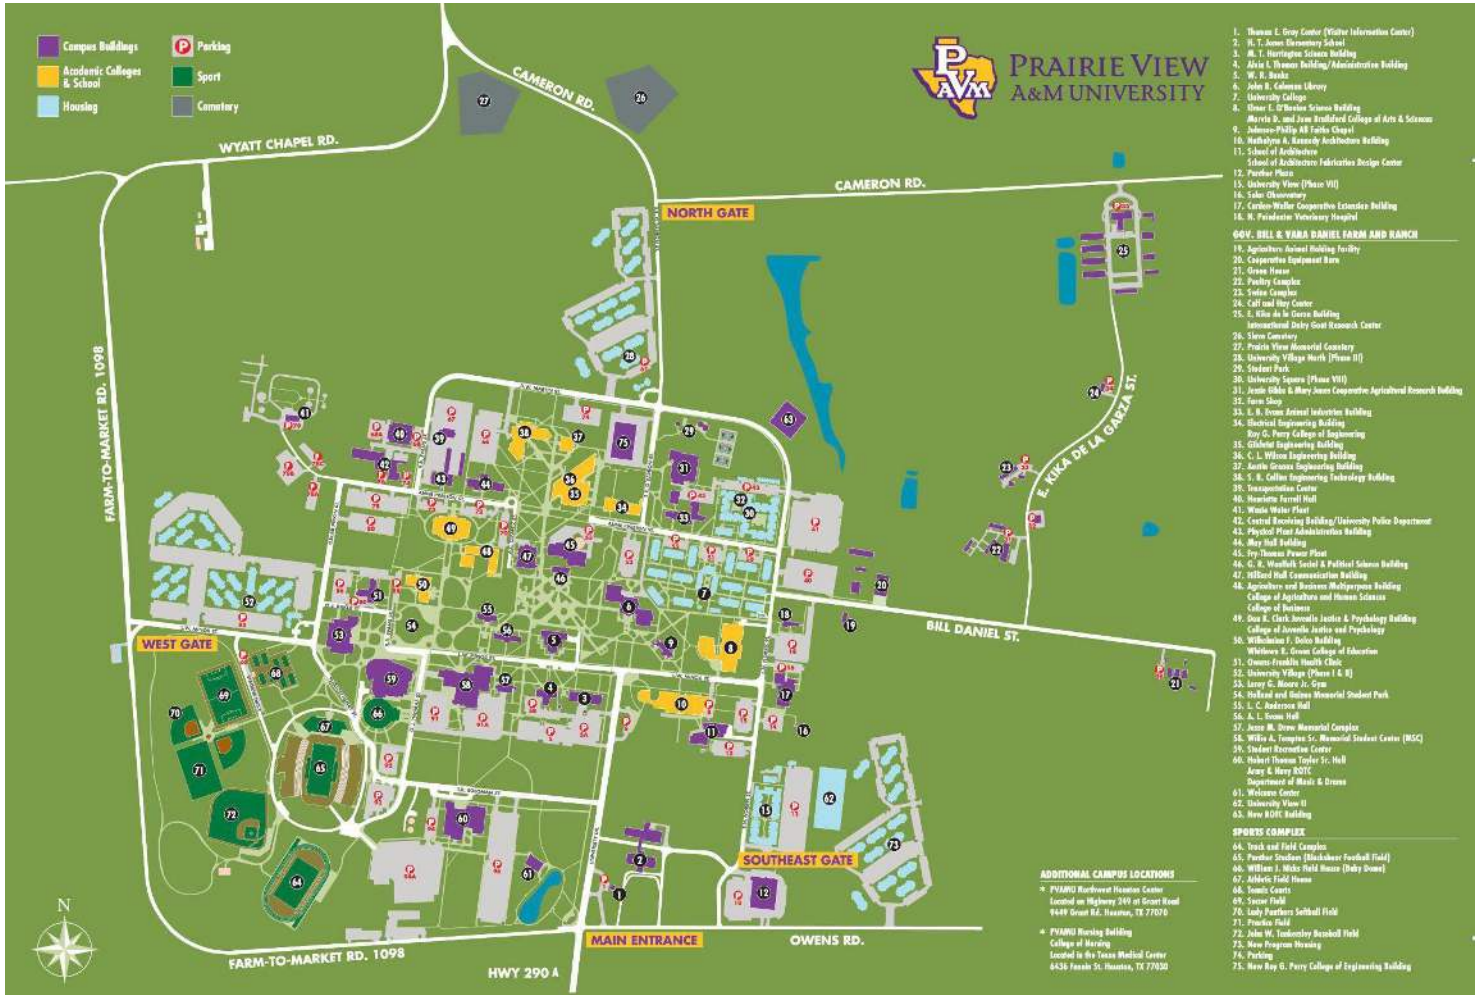 Campus Buildings
Academic Colleges
& School
Housing
Parking
Sport
Cemetery
PRAIRIE VIEW
A&M UNIVERSITY
PVAM
CAMERON RD.
WYATT CHAPEL RD.
CAMERON RD.
NORTH GATE
FARM-TO-MARKET RD. 1098
E. KIKA DE LA GARZA ST.
BILL DANIEL ST.
WEST GATE
SOUTHEAST GATE
MAIN ENTRANCE
OWENS RD.
FARM-TO-MARKET RD. 1098
HWY 290 A
N
1. Thomas L. Gray Center (Visitor Information Center)
2. H. T. Jones Elementary School
3. M. T. Harrington Science Building
4. Alvin I. Thomas Building/Administration Building
5. W. R. Banks
6. John B. Coleman Library
7. University College
8. Elmer E. O'Banion Science Building
Marvin D. and June Brailsford College of Arts & Sciences
9. Johnson-Phillip All Faiths Chapel
10. Nathelyne A. Kennedy Architecture Building
11. School of Architecture
School of Architecture Fabrication Design Center
12. Panther Plaza
15. University View (Phase VII)
16. Solar Observatory
17. Carden-Waller Cooperative Extension Building
18. N. Poindexter Veterinary Hospital
GOV. BILL & VARA DANIEL FARM AND RANCH
19. Agriculture Animal Holding Facility
20. Cooperative Equipment Barn
21. Green House
22. Poultry Complex
23. Swine Complex
24. Calf and Hay Center
25. E. Kika de la Garza Building
International Dairy Goat Research Center
26. Slave Cemetery
27. Prairie View Memorial Cemetery
28. University Village North (Phase III)
29. Student Park
30. University Square (Phase VIII)
31. Jessie Gibbs & Mary Jones Cooperative Agricultural Research Building
32. Farm Shop
33. E. B. Evans Animal Industries Building
34. Electrical Engineering Building
Roy G. Perry College of Engineering
35. Gilchrist Engineering Building
36. C. L. Wilson Engineering Building
37. Austin Greaux Engineering Building
38. S. R. Collins Engineering Technology Building
39. Transportation Center
40. Henrietta Farrell Hall
41. Waste Water Plant
42. Central Receiving Building/University Police Department
43. Physical Plant Administration Building
44. May Hall Building
45. Fry-Thomas Power Plant
46. G. R. Woolfolk Social & Political Science Building
47. Hilliard Hall Communication Building
48. Agriculture and Business Multipurpose Building
College of Agriculture and Human Sciences
College of Business
49. Don K. Clark Juvenile Justice & Psychology Building
College of Juvenile Justice and Psychology
50. Wilhelmina F. Delco Building
Whitlowe R. Green College of Education
51. Owens-Franklin Health Clinic
52. University Village (Phase I & II)
53. Leroy G. Moore Jr. Gym
54. Holland and Gaines Memorial Student Park
55. L. C. Anderson Hall
56. A. L. Evans Hall
57. Jesse M. Drew Memorial Complex
58. Willie A. Tempton Sr. Memorial Student Center (MSC)
59. Student Recreation Center
60. Hobart Thomas Taylor Sr. Hall
Army & Navy ROTC
Department of Music & Drama
61. Welcome Center
62. University View II
63. New ROTC Building
SPORTS COMPLEX
64. Track and Field Complex
65. Panther Stadium (Blackshear Football Field)
66. William J. Nicks Field House (Baby Dome)
67. Athletic Field House
68. Tennis Courts
69. Soccer Field
70. Lady Panthers Softball Field
71. Practice Field
72. John W. Tankersley Baseball Field
73. New Program Housing
74. Parking
75. New Roy G. Perry College of Engineering Building
ADDITIONAL CAMPUS LOCATIONS
* PVAMU Northwest Houston Center
Located on Highway 249 at Grant Road
9449 Grant Rd. Houston, TX 77070
* PVAMU Nursing Building
College of Nursing
Located in the Texas Medical Center
6436 Fannin St. Houston, TX 77030